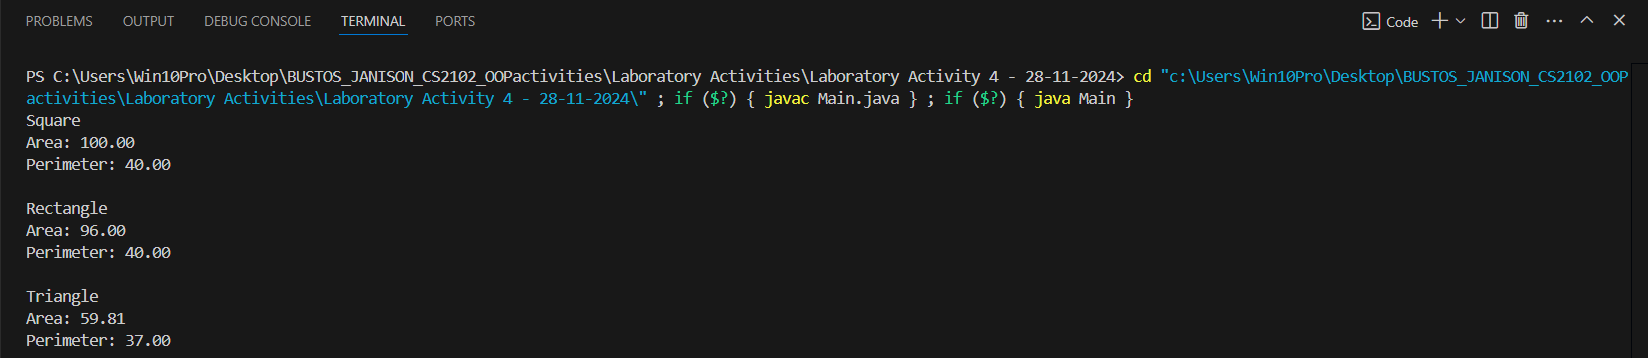 PROBLEMS OUTPUT DEBUG CONSOLE TERMINAL PORTS Code
PS C:\Users\Win10Pro\Desktop\BUSTOS_JANISON_CS2102_OOPactivities\Laboratory Activities\Laboratory Activity 4 - 28-11-2024> cd "c:\Users\Win10Pro\Desktop\BUSTOS_JANISON_CS2102_OOP
activities\Laboratory Activities\Laboratory Activity 4 - 28-11-2024\" ; if ($?) { javac Main.java } ; if ($?) { java Main }
Square
Area: 100.00
Perimeter: 40.00
Rectangle
Area: 96.00
Perimeter: 40.00
Triangle
Area: 59.81
Perimeter: 37.00